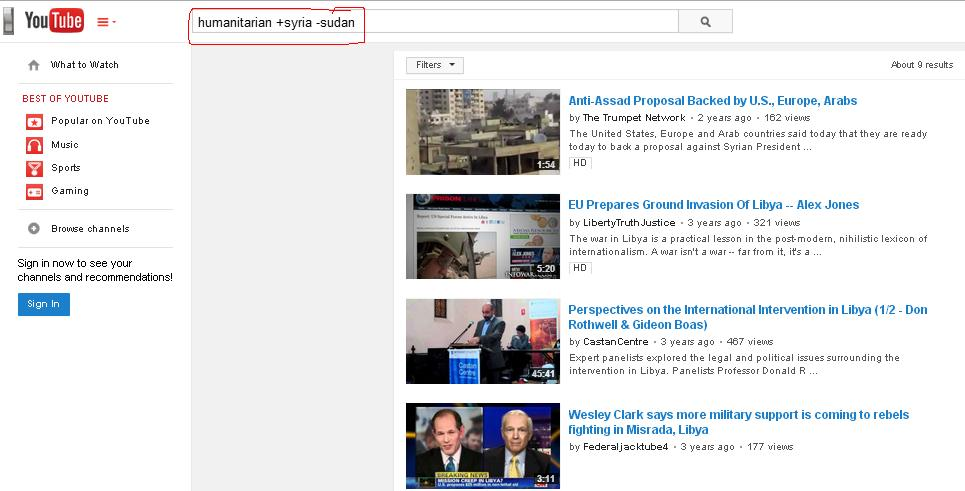 YouTube
humanitarian +syria -sudan
What to Watch
BEST OF YOUTUBE
Popular on YouTube
Music
Sports
Gaming
Browse channels
Sign in now to see your
channels and recommendations!
Sign In
Filters
About 9 results
1:54
Anti-Assad Proposal Backed by U.S., Europe, Arabs
by The Trumpet Network • 2 years ago • 162 views
The United States, Europe and Arab countries said today that they are ready
today to back a proposal against Syrian President ...
HD
5:20
EU Prepares Ground Invasion Of Libya -- Alex Jones
by LibertyTruthJustice • 3 years ago • 321 views
The war in Libya is a practical lesson in the post-modern, nihilistic lexicon of
internationalism. A war isn't a war -- far from it, it's a ...
HD
Castan
Centre
45:41
Perspectives on the International Intervention in Libya (1/2 - Don
Rothwell & Gideon Boas)
by CastanCentre • 3 years ago • 467 views
Expert panelists explored the legal and political issues surrounding the
intervention in Libya. Panelists Professor Donald R ...
BREAKING NEWS
MISSION CREEP IN LIBYA?
3:11
Wesley Clark says more military support is coming to rebels
fighting in Misrada, Libya
by Federaljacktube4 • 3 years ago • 177 views